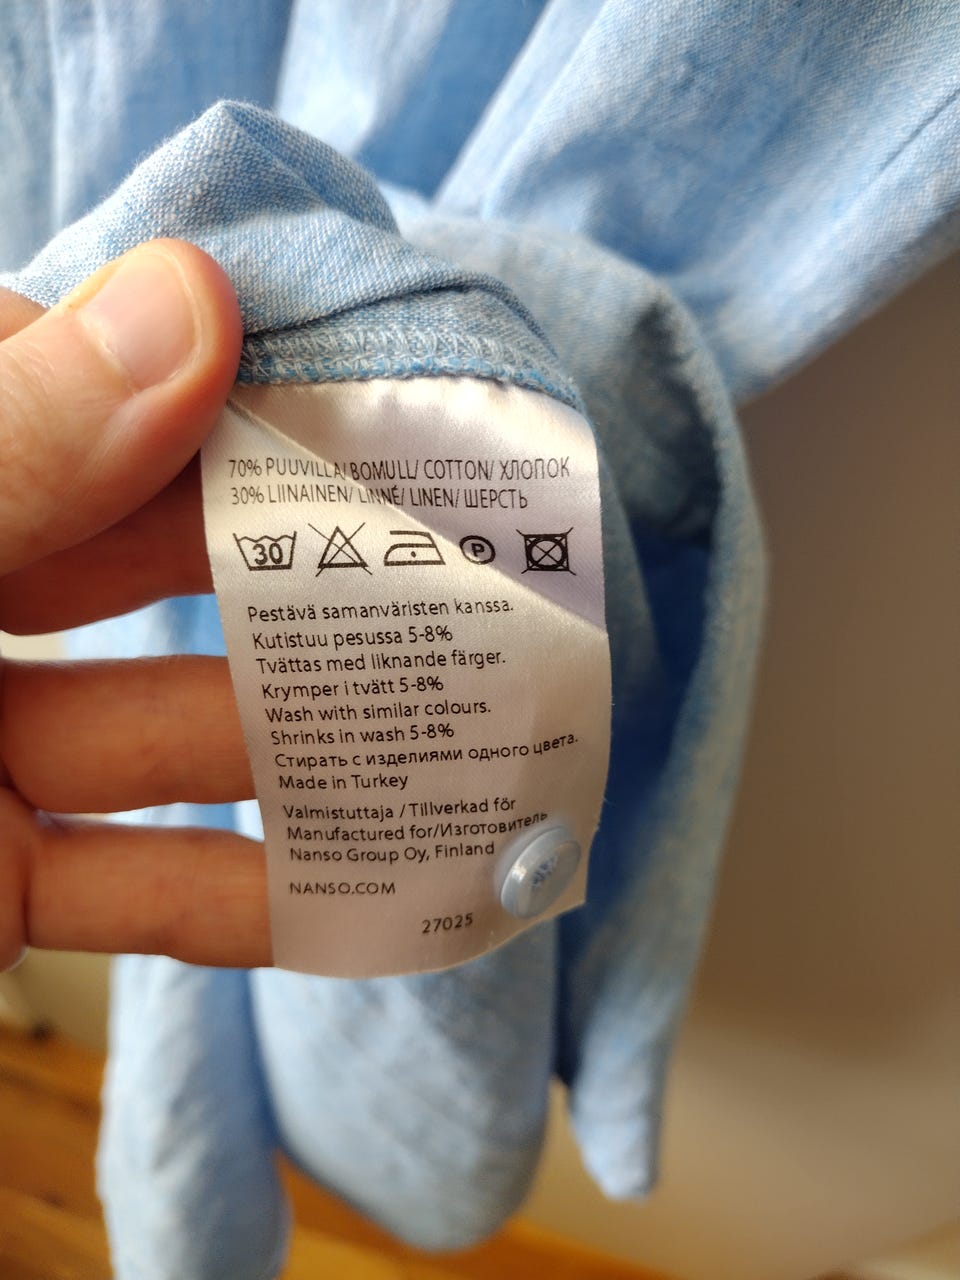 70% PUUVILLA/ BOMULL/ COTTON/ ХЛОПОК
30% LIINAINEN/ LINNÉ/ LINEN/ ШЕРСТЬ
30 P
Pestävä samanväristen kanssa.
Kutistuu pesussa 5-8%
Tvättas med liknande färger.
Krymper i tvätt 5-8%
Wash with similar colours.
Shrinks in wash 5-8%
Стирать с изделиями одного цвета.
Made in Turkey
Valmistuttaja / Tillverkad för
Manufactured for/Изготовитель
Nanso Group Oy, Finland
NANSO.COM
27025